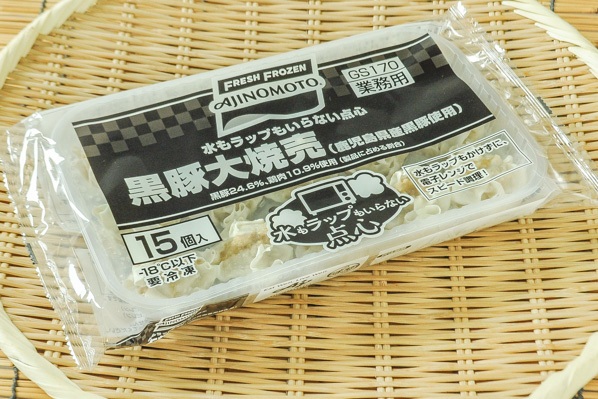 FRESH FROZEN
AJINOMOTO®
GS170
業務用
水もラップもいらない点心
黒豚大焼売(鹿児島県産黒豚使用)
黒豚24.6%、鶏肉10.9%使用(製品に占める割合)
水もラップもかけずに、
電子レンジで
スピード調理!
水もラップもいらない
点心
15個入
-18℃以下
要冷凍